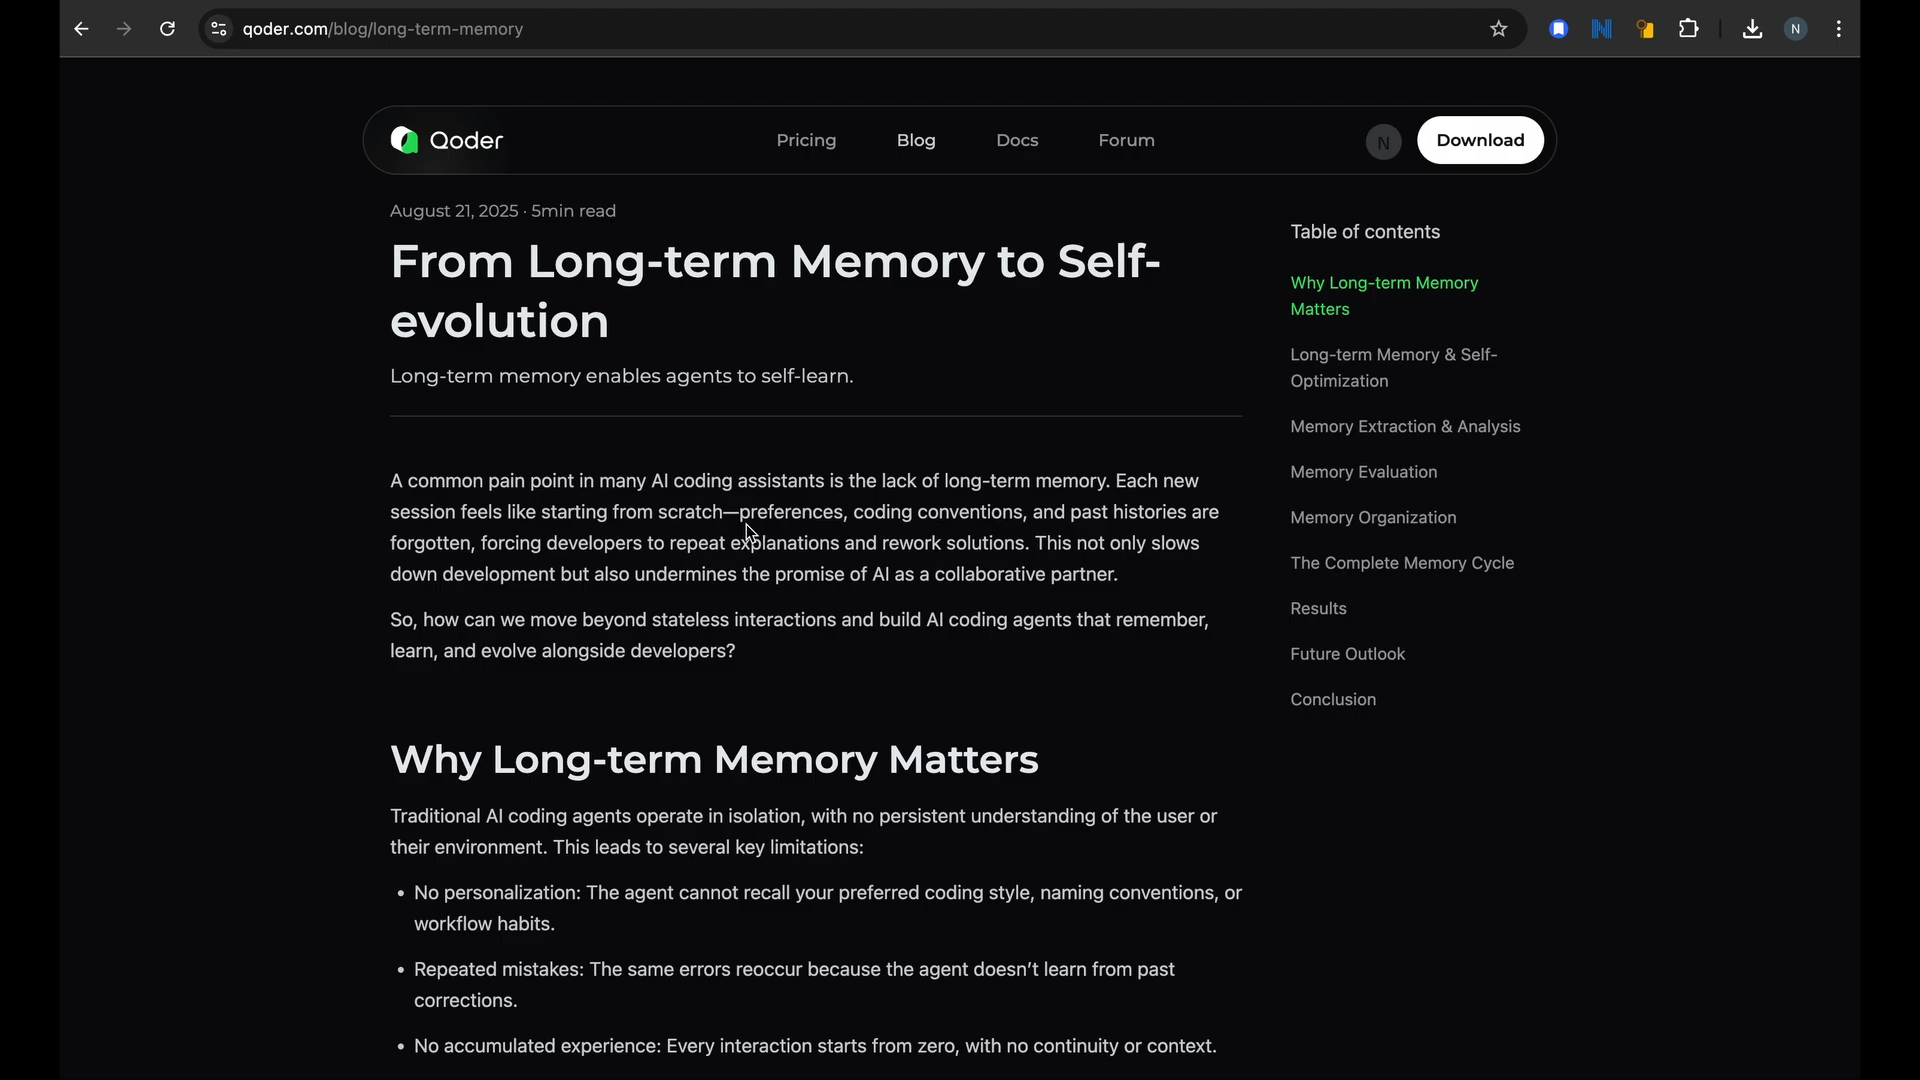 qoder.com/blog/long-term-memory
N
Qoder
Pricing
Blog
Docs
Forum
N
Download
August 21, 2025 · 5min read
From Long-term Memory to Self-
evolution
Long-term memory enables agents to self-learn.
A common pain point in many AI coding assistants is the lack of long-term memory. Each new
session feels like starting from scratch—preferences, coding conventions, and past histories are
forgotten, forcing developers to repeat explanations and rework solutions. This not only slows
down development but also undermines the promise of AI as a collaborative partner.
So, how can we move beyond stateless interactions and build AI coding agents that remember,
learn, and evolve alongside developers?
Why Long-term Memory Matters
Traditional AI coding agents operate in isolation, with no persistent understanding of the user or
their environment. This leads to several key limitations:
• No personalization: The agent cannot recall your preferred coding style, naming conventions, or
workflow habits.
• Repeated mistakes: The same errors reoccur because the agent doesn’t learn from past
corrections.
• No accumulated experience: Every interaction starts from zero, with no continuity or context.
Table of contents
Why Long-term Memory
Matters
Long-term Memory & Self-
Optimization
Memory Extraction & Analysis
Memory Evaluation
Memory Organization
The Complete Memory Cycle
Results
Future Outlook
Conclusion